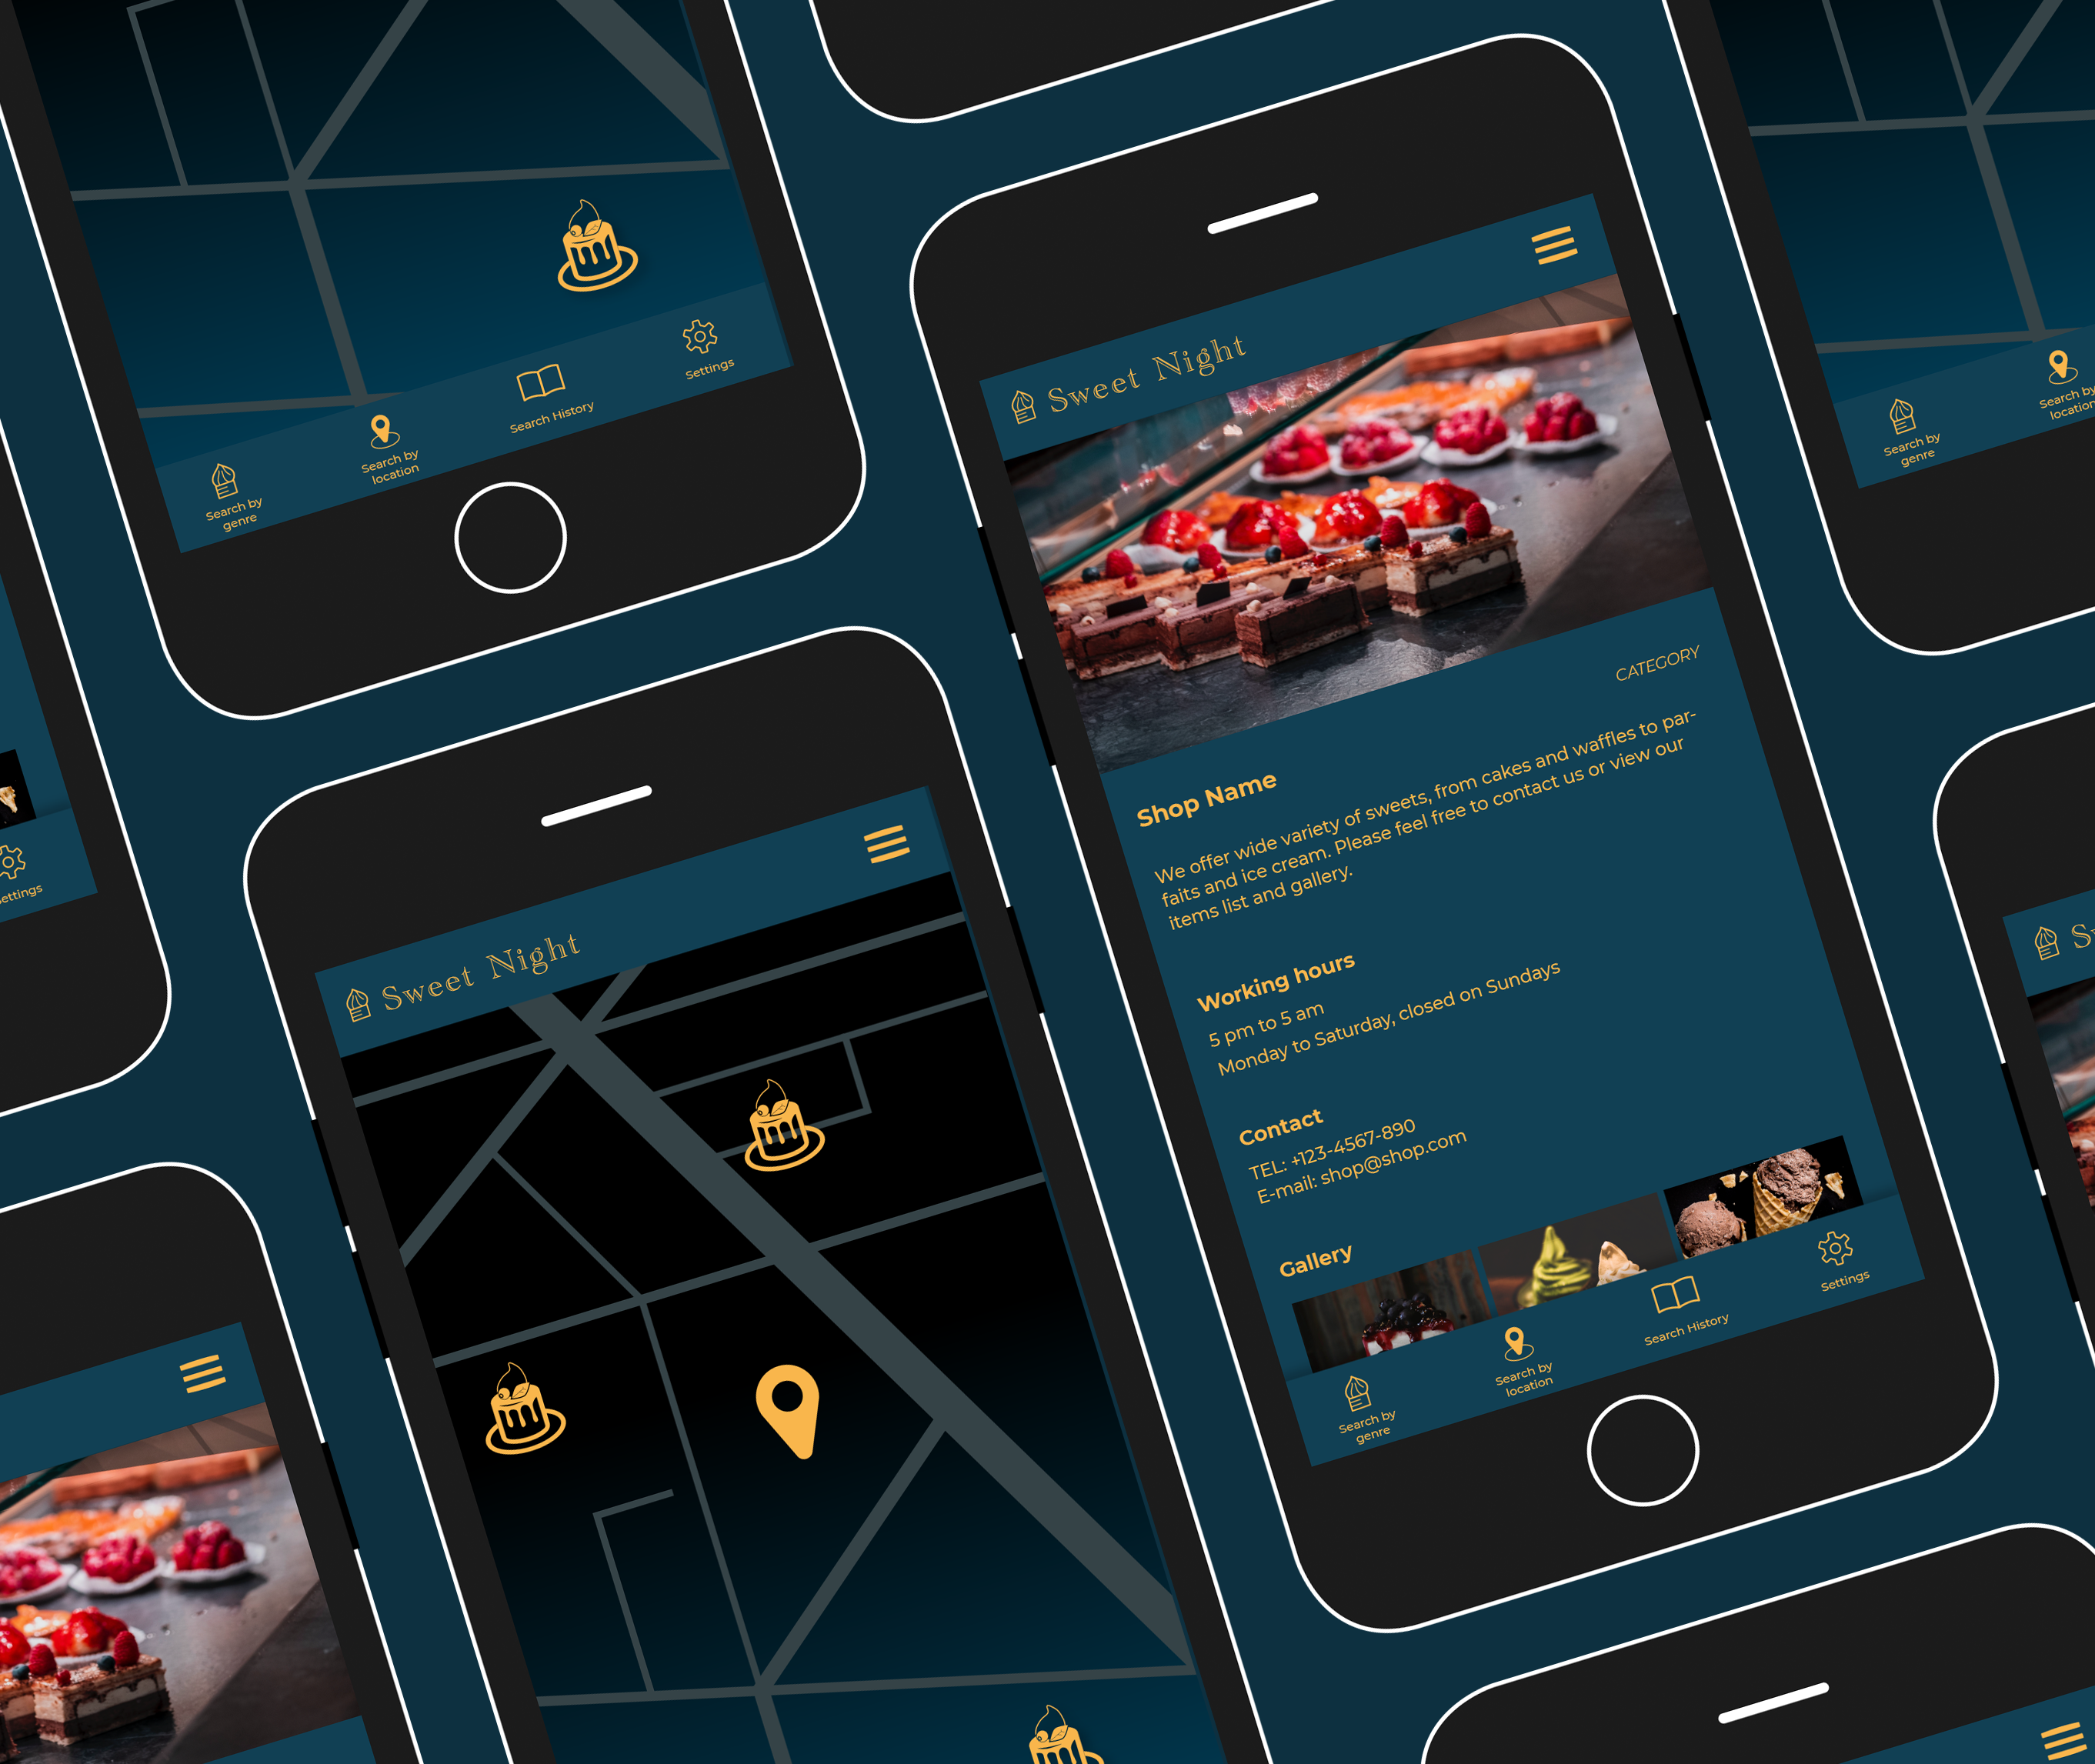 Search by
genre
Search by
location
Search History
Settings
Sweet Night
CATEGORY
Shop Name
We offer wide variety of sweets, from cakes and waffles to par-
faits and ice cream. Please feel free to contact us or view our
items list and gallery.
Working hours
5 pm to 5 am
Monday to Saturday, closed on Sundays
Contact
TEL: +123-4567-890
E-mail: shop@shop.com
Gallery
Search by
genre
Search by
location
Search History
Settings
Sweet Night
Search by
genre
Search by
location
ettings
S